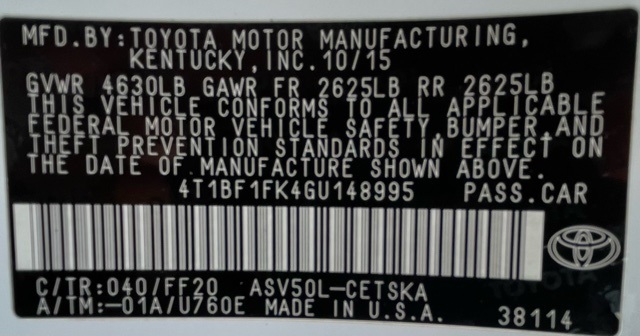 MFD.BY:TOYOTA MOTOR MANUFACTURING,
KENTUCKY, INC. 10/15
GVWR 4630LB GAWR FR 2625LB RR 2625LB
THIS VEHICLE CONFORMS TO ALL APPLICABLE
FEDERAL MOTOR VEHICLE SAFETY, BUMPER, AND
THEFT PREVENTION STANDARDS IN EFFECT ON
THE DATE OF MANUFACTURE SHOWN ABOVE.
4T1BF1FK4GU148995 PASS.CAR
C/TR:040/FF20 ASV50L-CETSKA
TOYOTA
A/TM:-01A/U760E MADE IN U.S.A. 38114